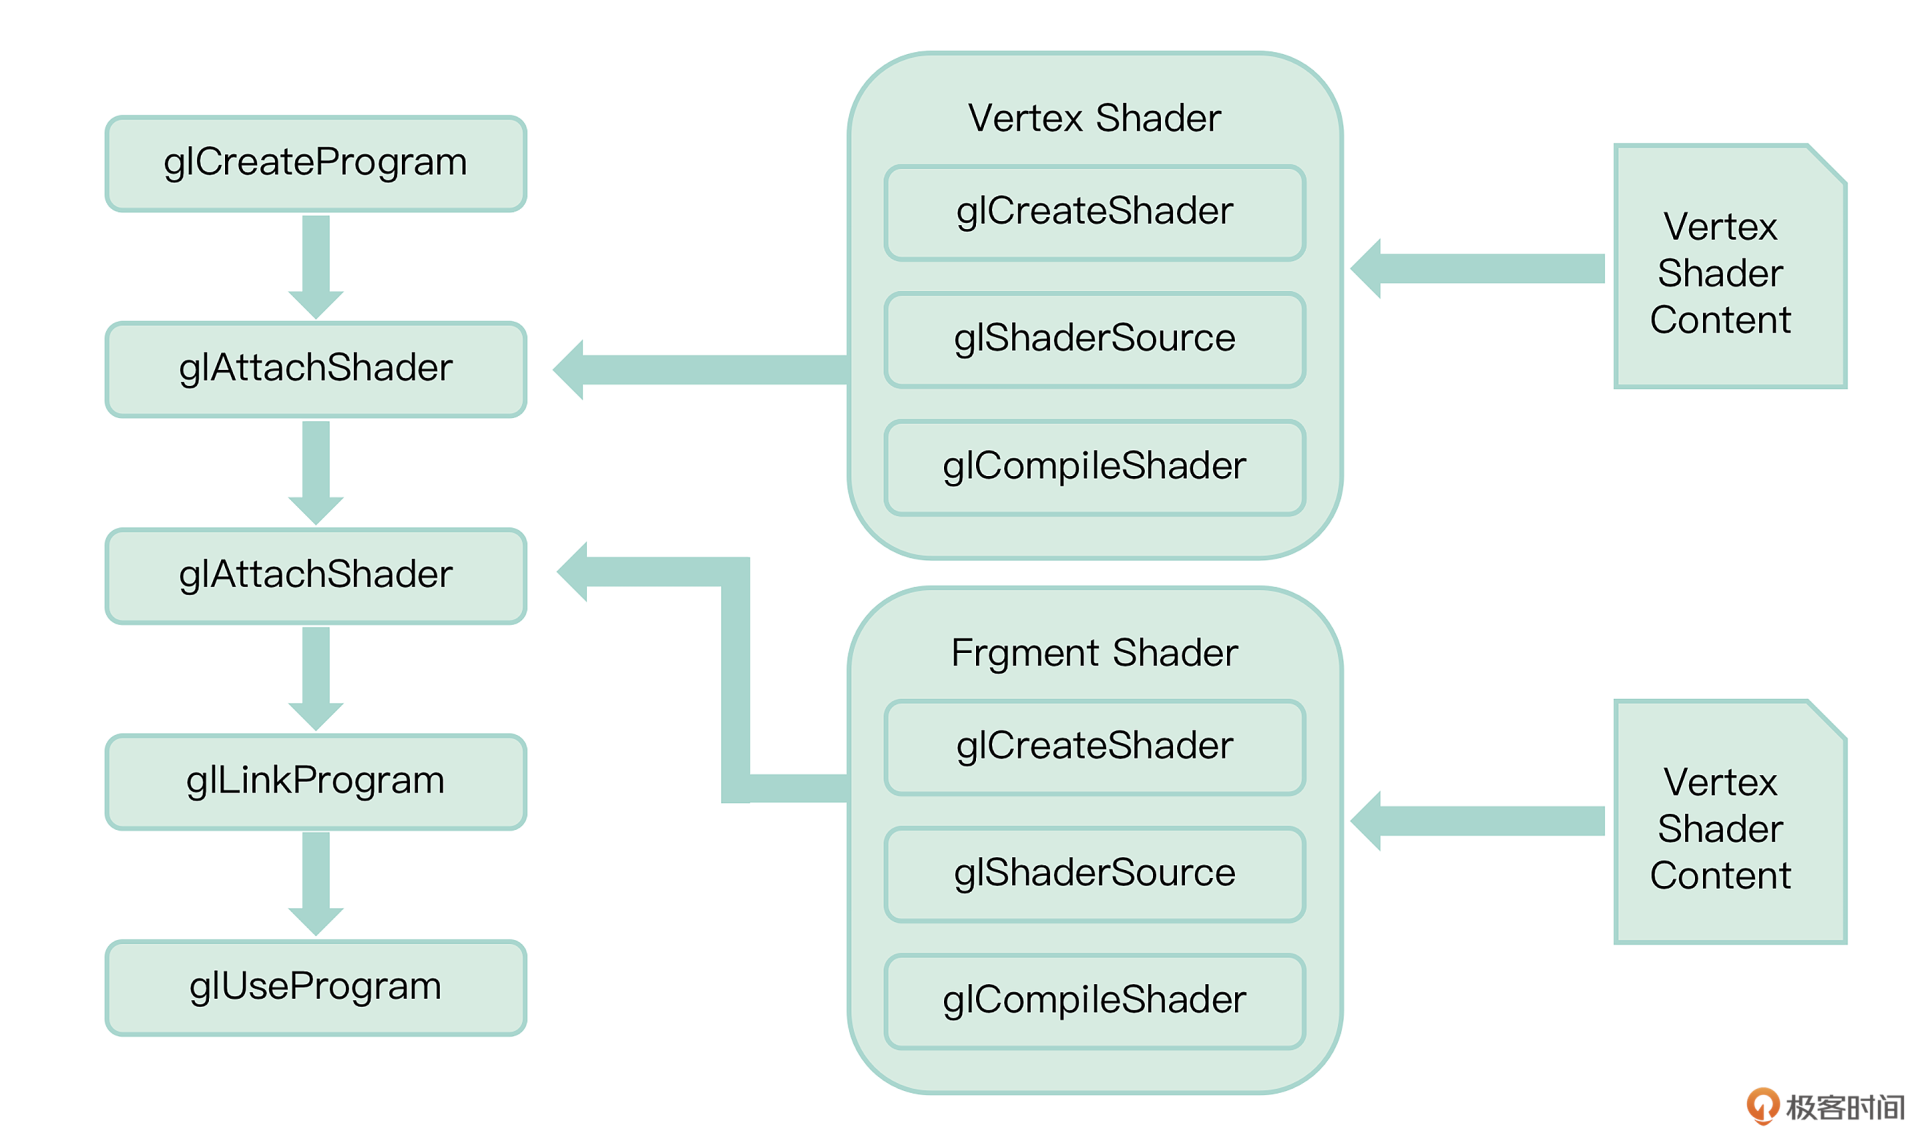 glCreateProgram
glAttachShader
glAttachShader
glLinkProgram
glUseProgram
Vertex Shader
glCreateShader
glShaderSource
glCompileShader
Frgment Shader
glCreateShader
glShaderSource
glCompileShader
Vertex
Shader
Content
Vertex
Shader
Content
极客时间